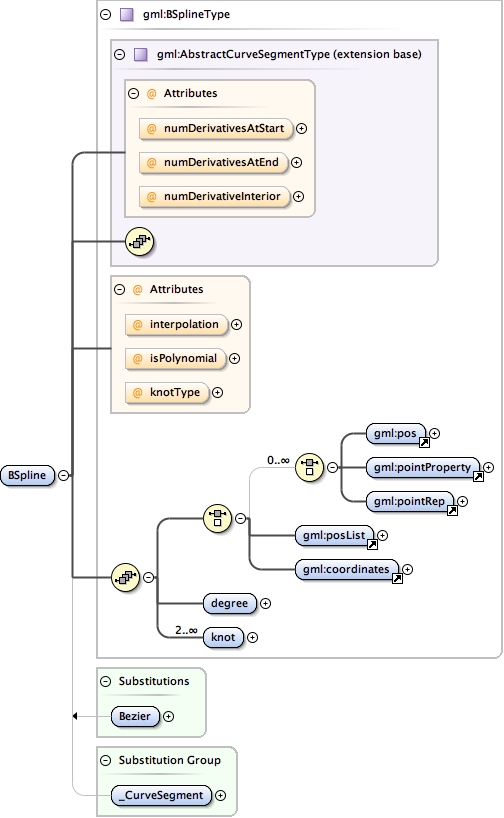 gml:BSplineType
gml:AbstractCurveSegmentType (extension base)
@ Attributes
@ numDerivativesAtStart
@ numDerivativesAtEnd
@ numDerivativeInterior
@ Attributes
@ interpolation
@ isPolynomial
@ knotType
BSpline
0..∞
gml:pos
gml:pointProperty
gml:pointRep
gml:posList
gml:coordinates
degree
2..∞
knot
Substitutions
Bezier
Substitution Group
_CurveSegment